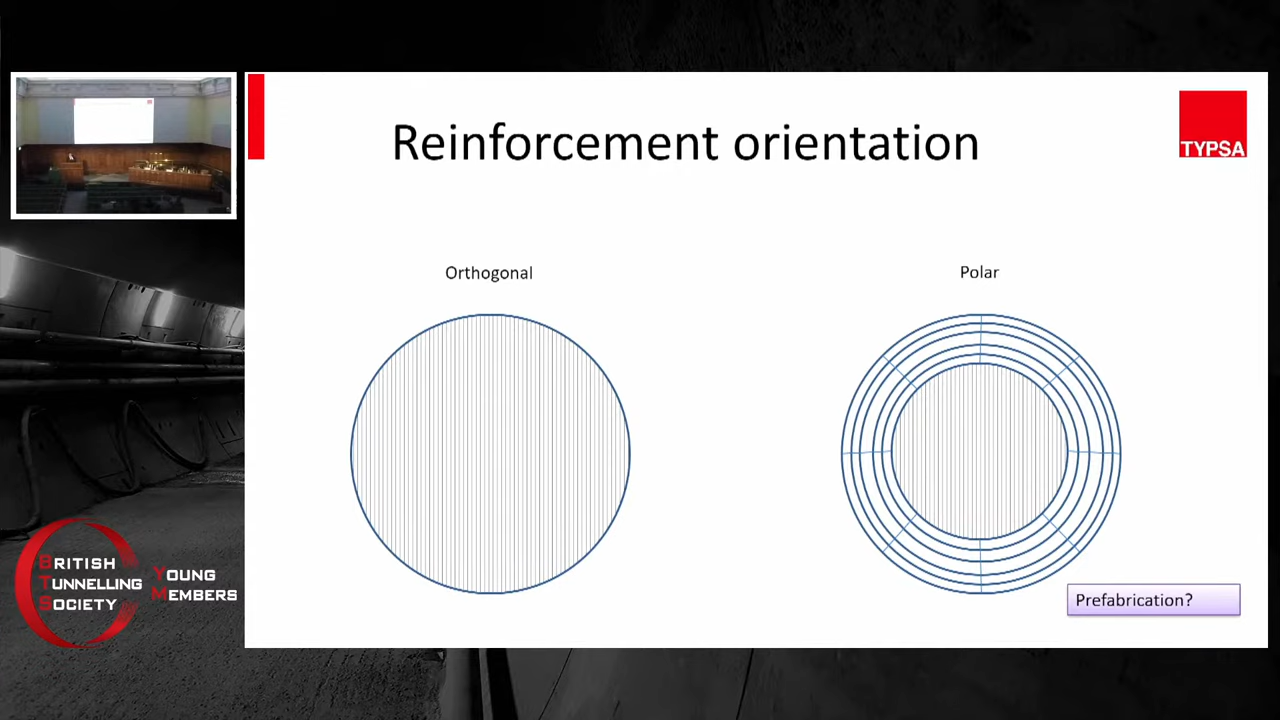 Reinforcement orientation
TYPSA
Orthogonal
Polar
Prefabrication?
BRITISH
TUNNELLING
SOCIETY
YOUNG
MEMBERS